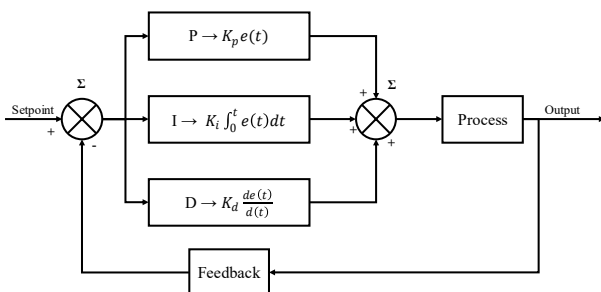 P → K_p e(t)
Σ
Σ
Setpoint
+
-
I → K_i ∫_0^t e(t)dt
+
+
+
Process
Output
D → K_d de(t)/d(t)
Feedback